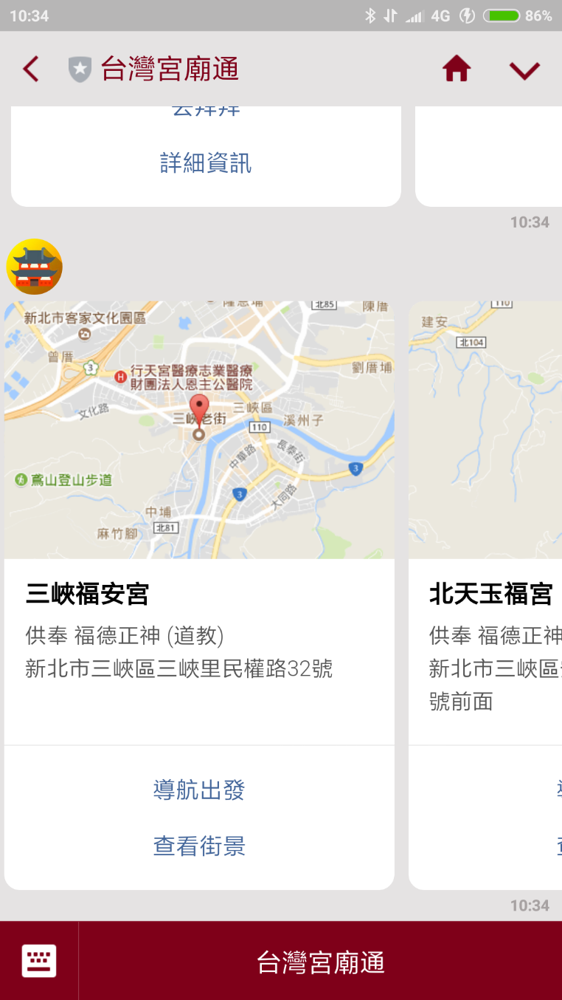 10:34
4G
86%
台灣宮廟通
去拜拜
詳細資訊
10:34
新北市客家文化園區
北85
陳厝
曾厝
3
行天宮醫療志業醫療
財團法人恩主公醫院
劉厝埔
文化路
三峽老街
三峽區
110
溪州子
中華路
長泰街
3
3
大同路
鳶山登山步道
中埔
北81
麻竹腳
三峽福安宮
供奉 福德正神 (道教)
新北市三峽區三峽里民權路32號
導航出發
查看街景
110
建安
北104
北天玉福宮
供奉 福德正神
新北市三峽區
號前面
10:34
台灣宮廟通